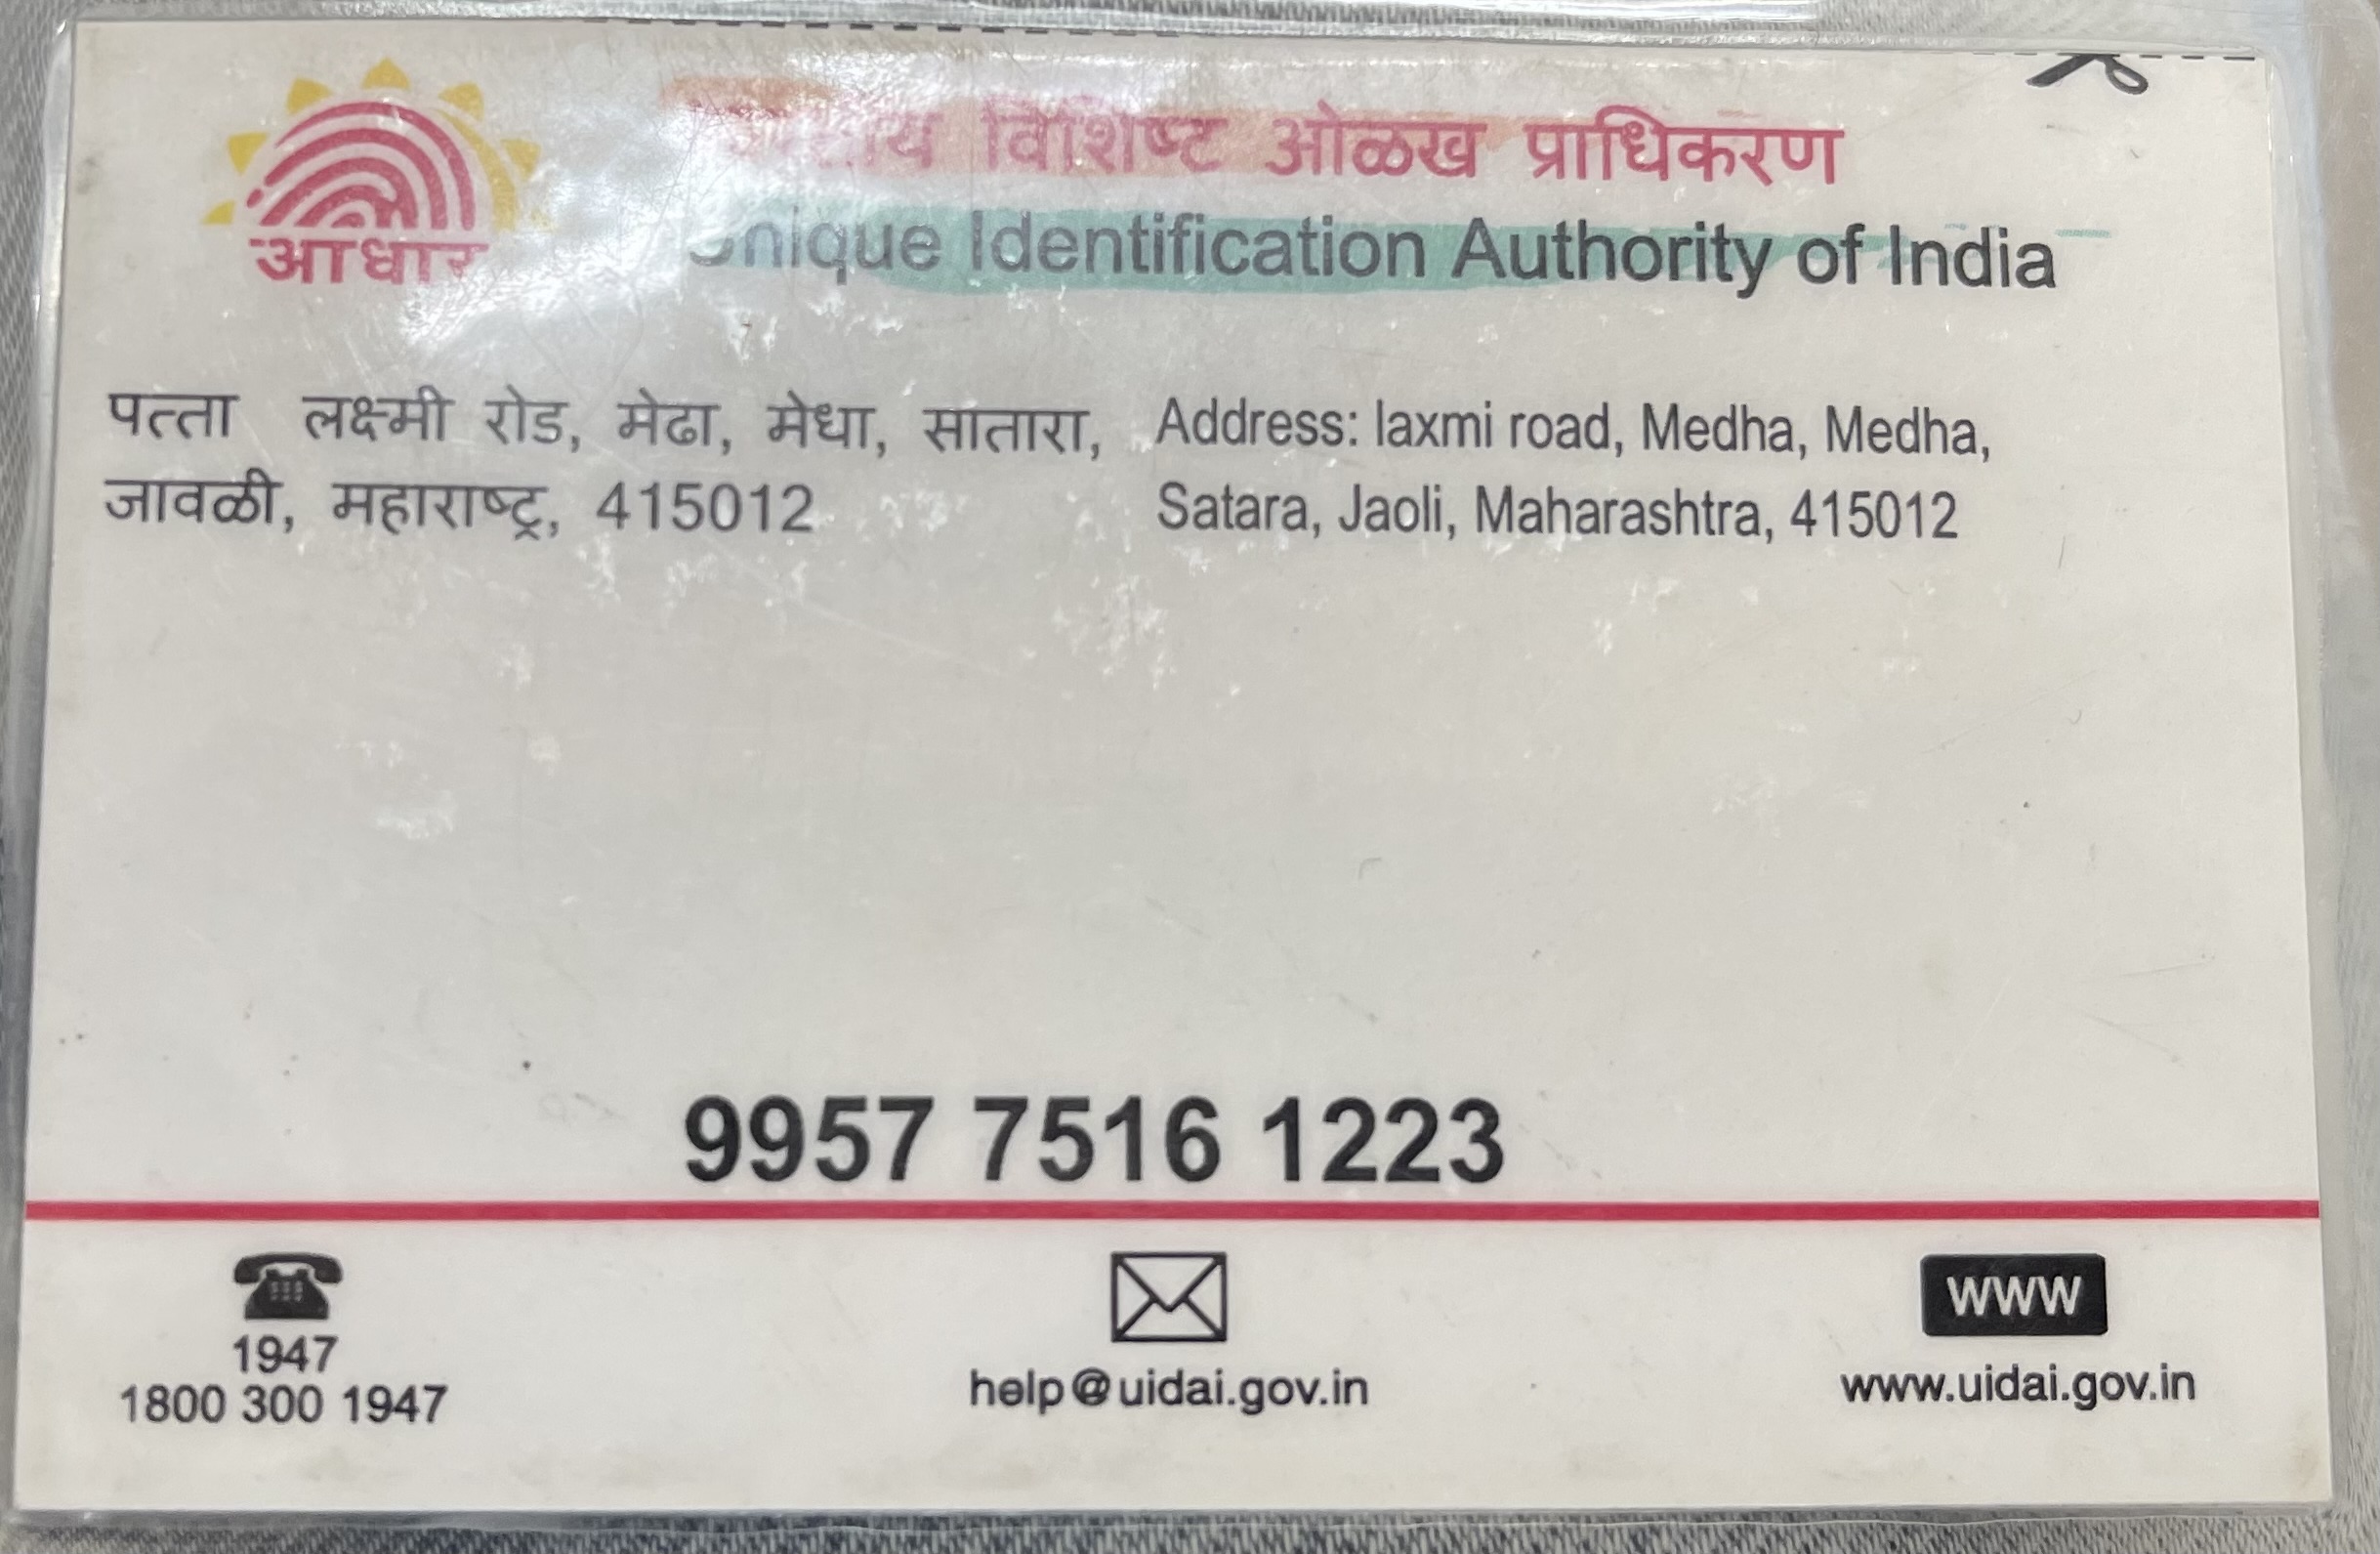 आधार
विशिष्ट ओळख प्राधिकरण
Unique Identification Authority of India
पत्ता लक्ष्मी रोड, मेढा, मेधा, सातारा,
जावळी, महाराष्ट्र, 415012
Address: laxmi road, Medha, Medha,
Satara, Jaoli, Maharashtra, 415012
9957 7516 1223
1947
1800 300 1947
help@uidai.gov.in
WWW
www.uidai.gov.in